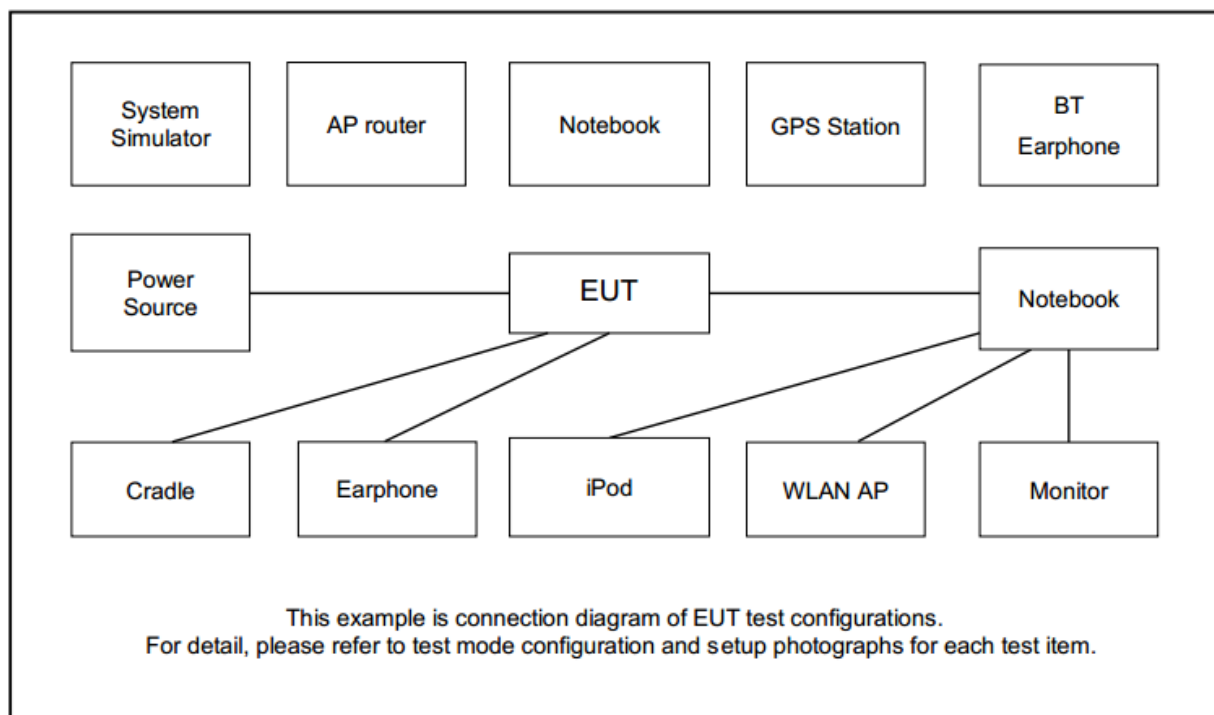 System
Simulator
AP router
Notebook
GPS Station
BT
Earphone
Power
Source
EUT
Notebook
Cradle
Earphone
iPod
WLAN AP
Monitor
This example is connection diagram of EUT test configurations.
For detail, please refer to test mode configuration and setup photographs for each test item.